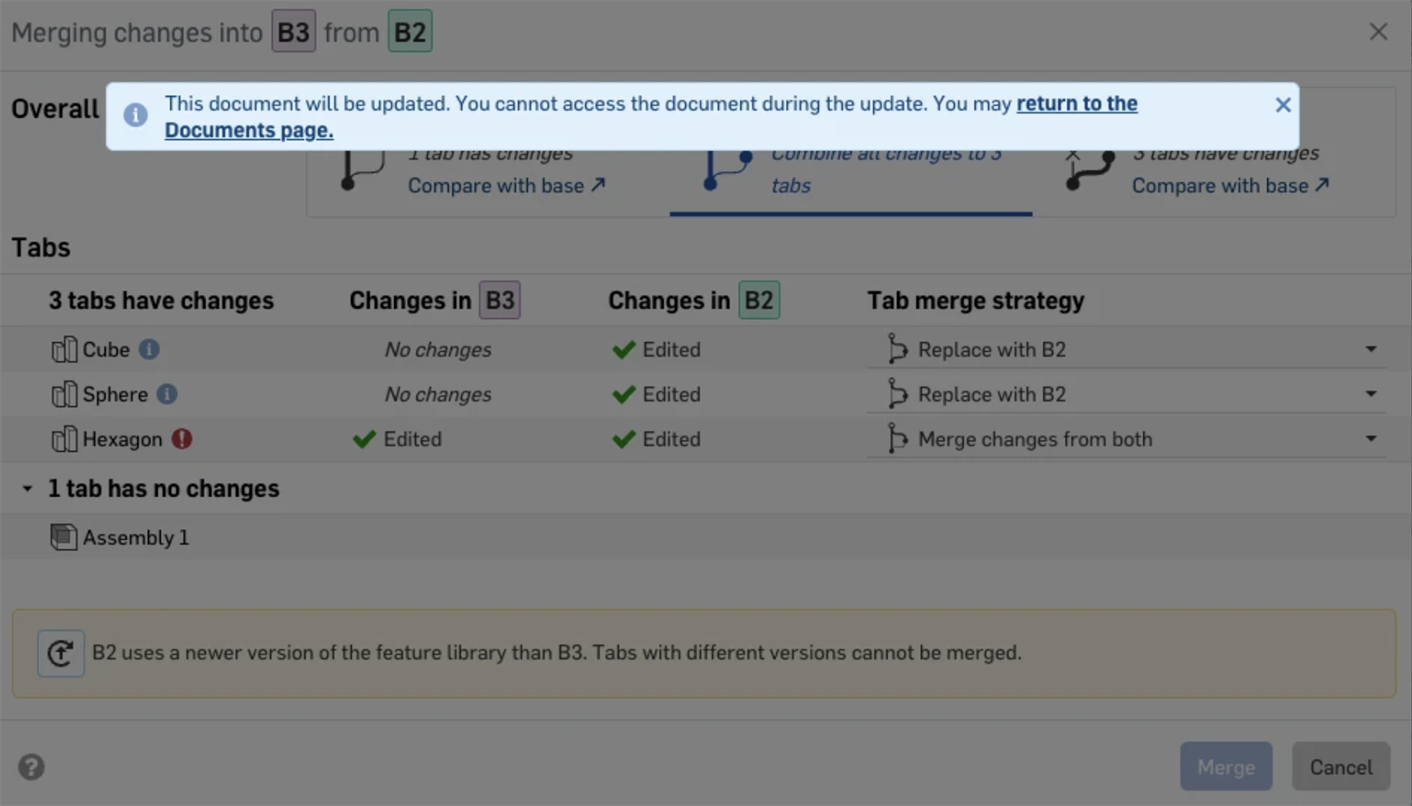 Merging changes into B3 from B2
Overall
This document will be updated. You cannot access the document during the update. You may return to the
Documents page.
1 tab has changes
Compare with base
Combine all changes to 3
tabs
3 tabs have changes
Compare with base
Tabs
3 tabs have changes Changes in B3 Changes in B2 Tab merge strategy
Cube No changes Edited Replace with B2
Sphere No changes Edited Replace with B2
Hexagon Edited Edited Merge changes from both
1 tab has no changes
Assembly 1
B2 uses a newer version of the feature library than B3. Tabs with different versions cannot be merged.
Merge Cancel